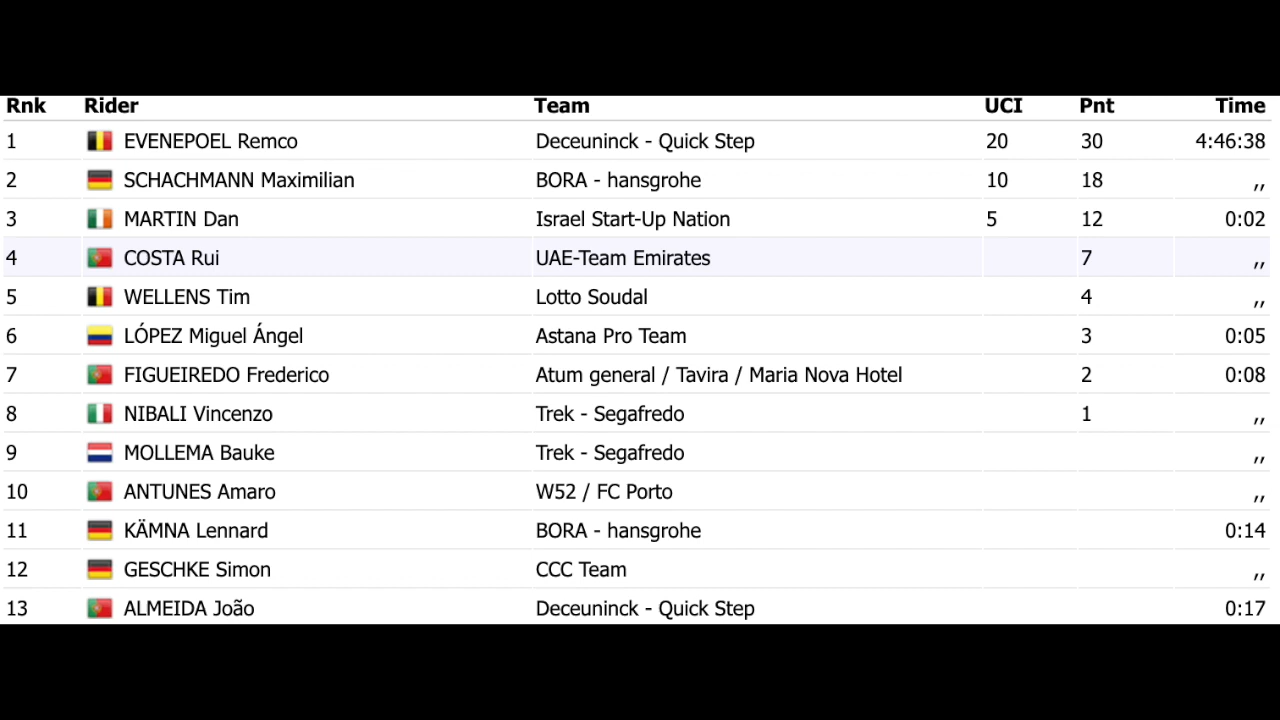 Rnk Rider Team UCI Pnt Time
1 EVENEPOEL Remco Deceuninck - Quick Step 20 30 4:46:38
2 SCHACHMANN Maximilian BORA - hansgrohe 10 18 ,,
3 MARTIN Dan Israel Start-Up Nation 5 12 0:02
4 COSTA Rui UAE-Team Emirates 7 ,,
5 WELLENS Tim Lotto Soudal 4 ,,
6 LÓPEZ Miguel Ángel Astana Pro Team 3 0:05
7 FIGUEIREDO Frederico Atum general / Tavira / Maria Nova Hotel 2 0:08
8 NIBALI Vincenzo Trek - Segafredo 1 ,,
9 MOLLEMA Bauke Trek - Segafredo ,,
10 ANTUNES Amaro W52 / FC Porto ,,
11 KÄMNA Lennard BORA - hansgrohe 0:14
12 GESCHKE Simon CCC Team ,,
13 ALMEIDA João Deceuninck - Quick Step 0:17